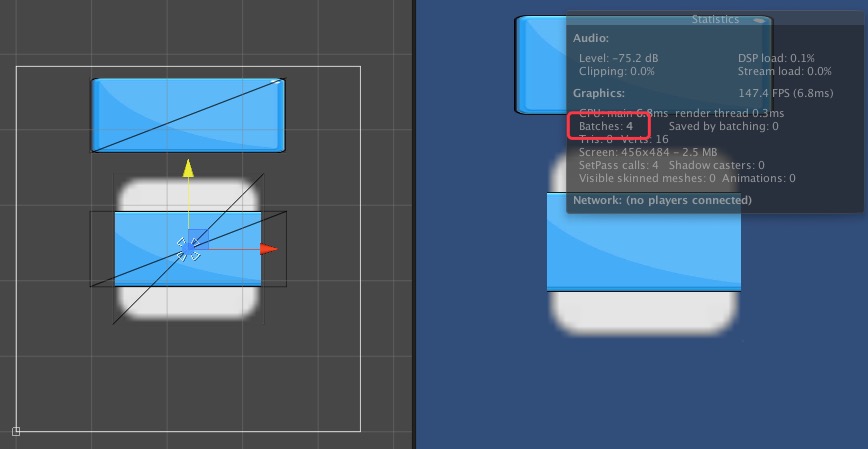 Statistics
Audio:
Level: -75.2 dB DSP load: 0.1%
Clipping: 0.0% Stream load: 0.0%
Graphics: 147.4 FPS (6.8ms)
CPU: main 6.8ms render thread 0.3ms
Batches: 4 Saved by batching: 0
Tris: 8 Verts: 16
Screen: 456x484 - 2.5 MB
SetPass calls: 4 Shadow casters: 0
Visible skinned meshes: 0 Animations: 0
Network: (no players connected)